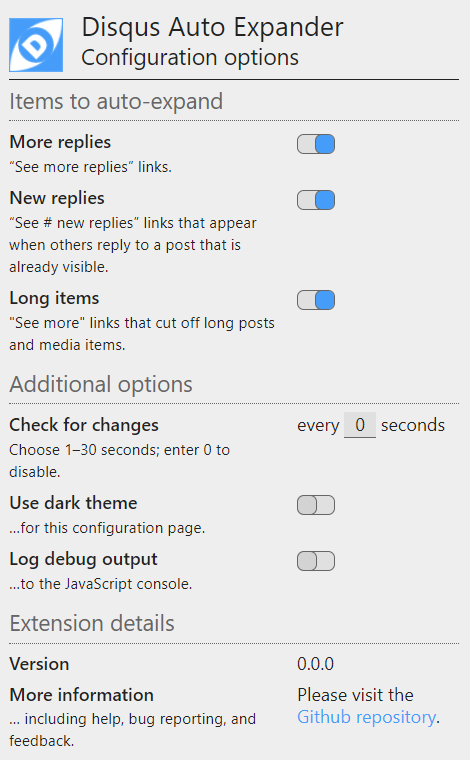 Disqus Auto Expander
Configuration options
Items to auto-expand
More replies
“See more replies” links.
New replies
“See # new replies” links that appear
when others reply to a post that is
already visible.
Long items
"See more" links that cut off long posts
and media items.
Additional options
Check for changes
every 0 seconds
Choose 1–30 seconds; enter 0 to
disable.
Use dark theme
...for this configuration page.
Log debug output
...to the JavaScript console.
Extension details
Version
0.0.0
More information
... including help, bug reporting, and
feedback.
Please visit the
Github repository.